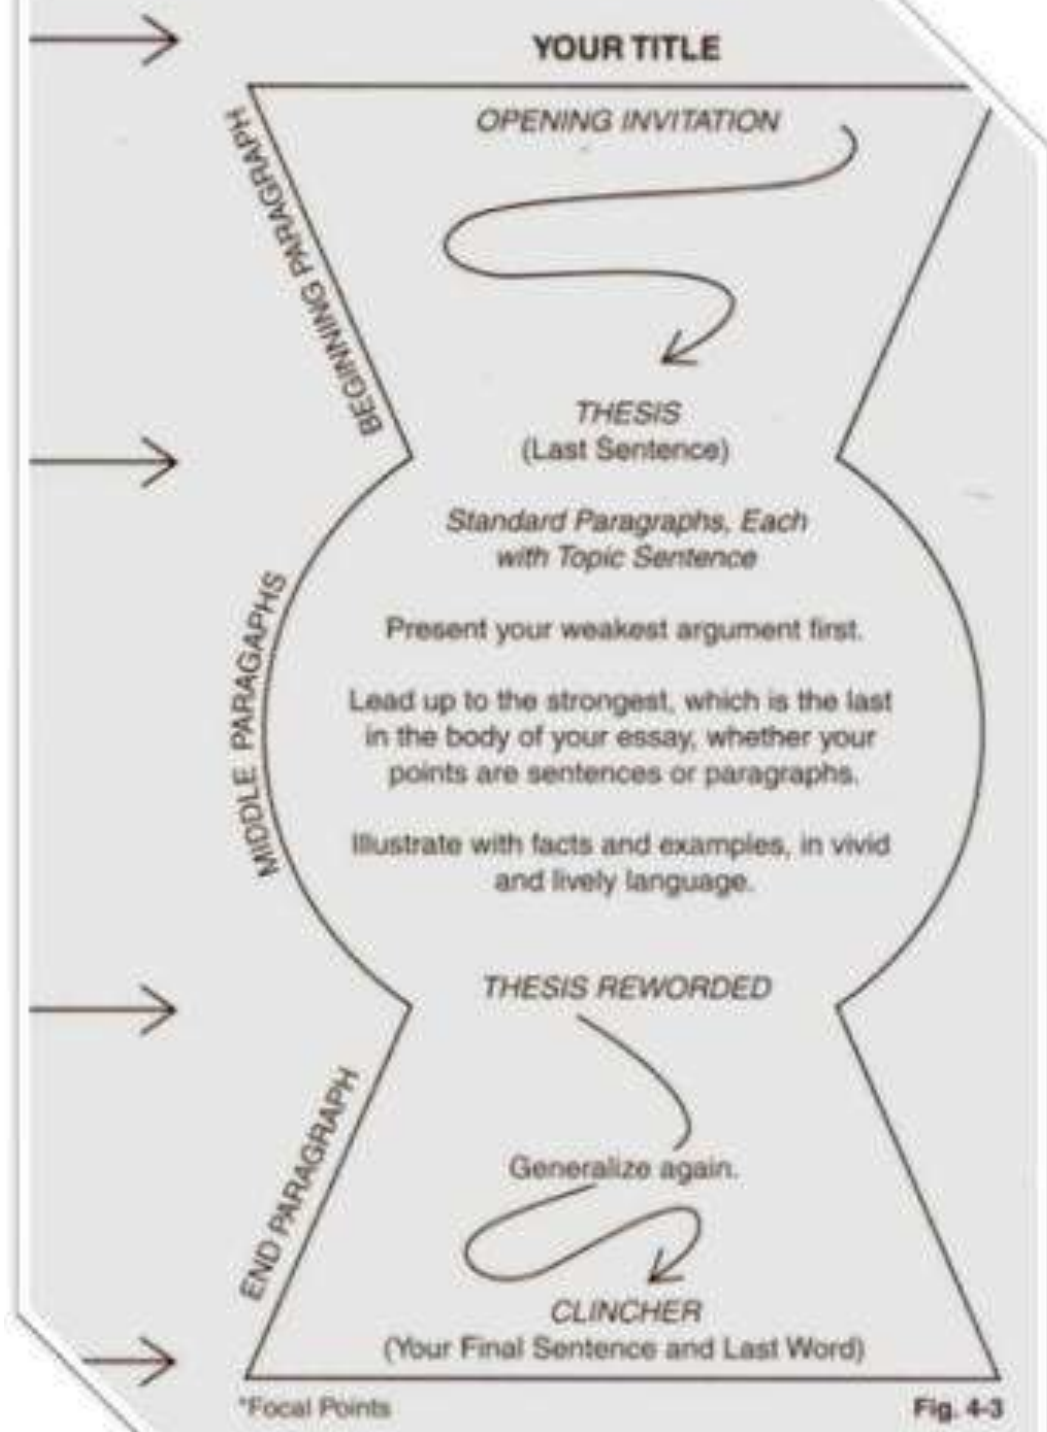 YOUR TITLE
OPENING INVITATION
BEGINNING PARAGRAPH
THESIS
(Last Sentence)
Standard Paragraphs, Each
with Topic Sentence
MIDDLE PARAGAPHS
Present your weakest argument first.
Lead up to the strongest, which is the last
in the body of your essay, whether your
points are sentences or paragraphs.
Illustrate with facts and examples, in vivid
and lively language.
THESIS REWORDED
END PARAGRAPH
Generalize again.
CLINCHER
(Your Final Sentence and Last Word)
*Focal Points
Fig. 4-3